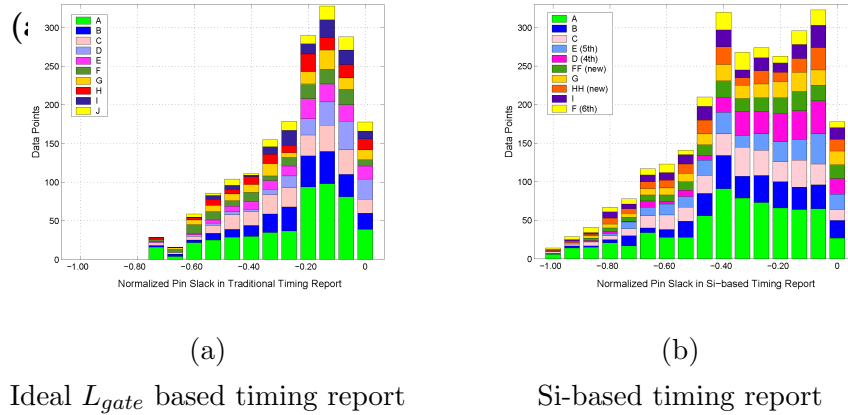 (a
300
250
200
150
100
50
0
Data Points
A
B
C
D
E
F
G
H
I
J
−1.00
−0.80
−0.60
−0.40
−0.20
0
Normalized Pin Slack in Traditional Timing Report
(a)
Ideal L_gate based timing report
300
250
200
150
100
50
0
Data Points
A
B
C
E (5th)
D (4th)
FF (new)
G
HH (new)
I
F (6th)
−1.00
−0.80
−0.60
−0.40
−0.20
0
Normalized Pin Slack in Si-based Timing Report
(b)
Si-based timing report